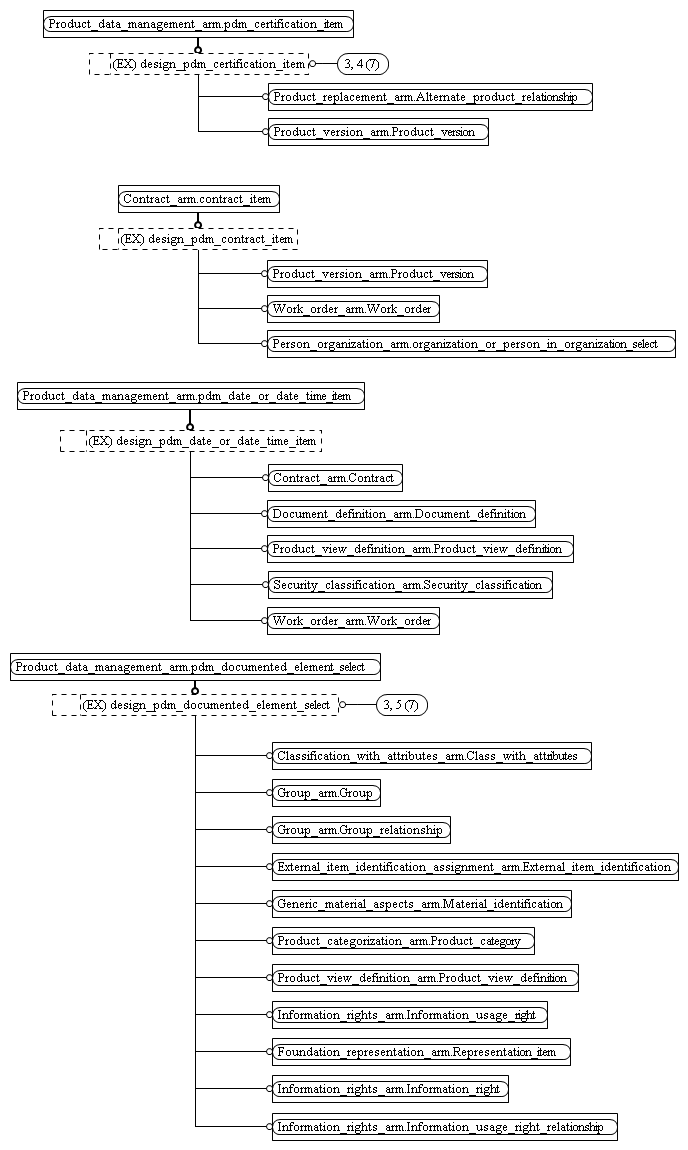 Product_data_management_arm.pdm_certification_item
(EX) design_pdm_certification_item
3, 4 (7)
Product_replacement_arm.Alternate_product_relationship
Product_version_arm.Product_version
Contract_arm.contract_item
(EX) design_pdm_contract_item
Product_version_arm.Product_version
Work_order_arm.Work_order
Person_organization_arm.organization_or_person_in_organization_select
Product_data_management_arm.pdm_date_or_date_time_item
(EX) design_pdm_date_or_date_time_item
Contract_arm.Contract
Document_definition_arm.Document_definition
Product_view_definition_arm.Product_view_definition
Security_classification_arm.Security_classification
Work_order_arm.Work_order
Product_data_management_arm.pdm_documented_element_select
(EX) design_pdm_documented_element_select
3, 5 (7)
Classification_with_attributes_arm.Class_with_attributes
Group_arm.Group
Group_arm.Group_relationship
External_item_identification_assignment_arm.External_item_identification
Generic_material_aspects_arm.Material_identification
Product_categorization_arm.Product_category
Product_view_definition_arm.Product_view_definition
Information_rights_arm.Information_usage_right
Foundation_representation_arm.Representation_item
Information_rights_arm.Information_right
Information_rights_arm.Information_usage_right_relationship